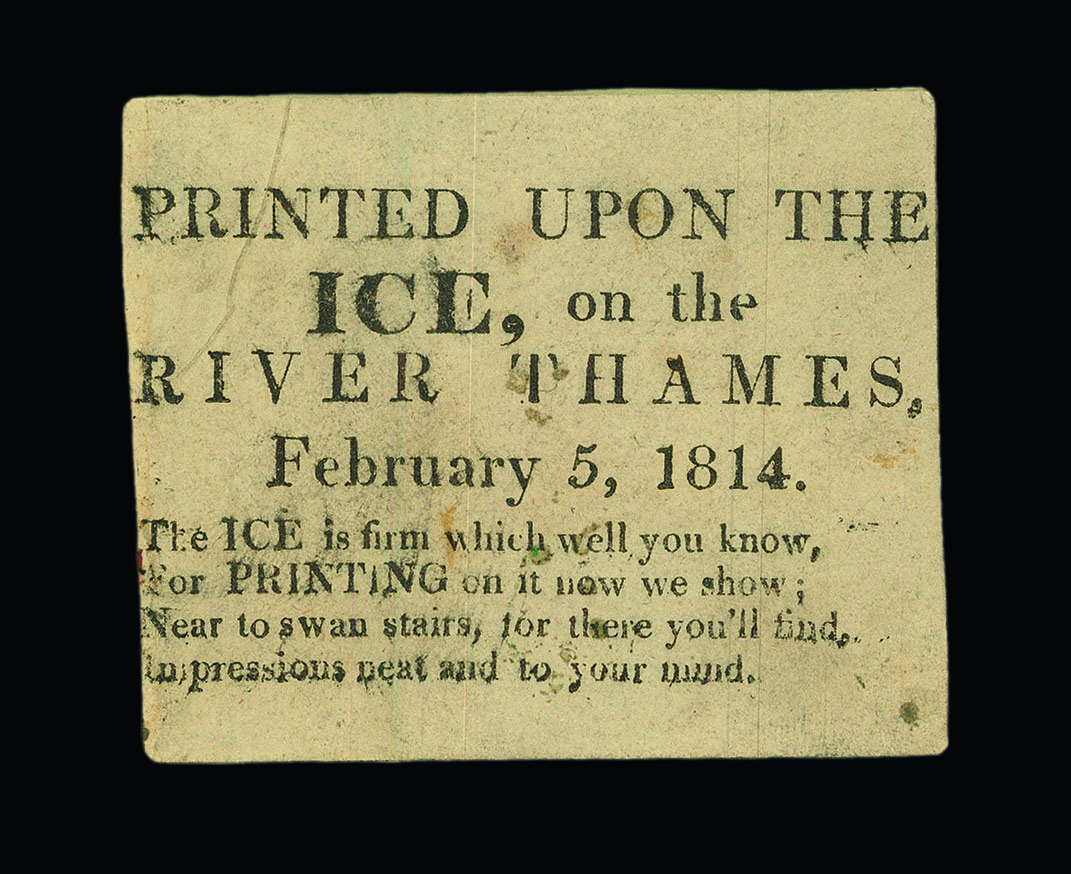 PRINTED UPON THE
ICE, on the
RIVER THAMES,
February 5, 1814.
The ICE is firm which well you know,
For PRINTING on it now we show;
Near to swan stairs, for there you'll find,
Impressions neat and to your mind.